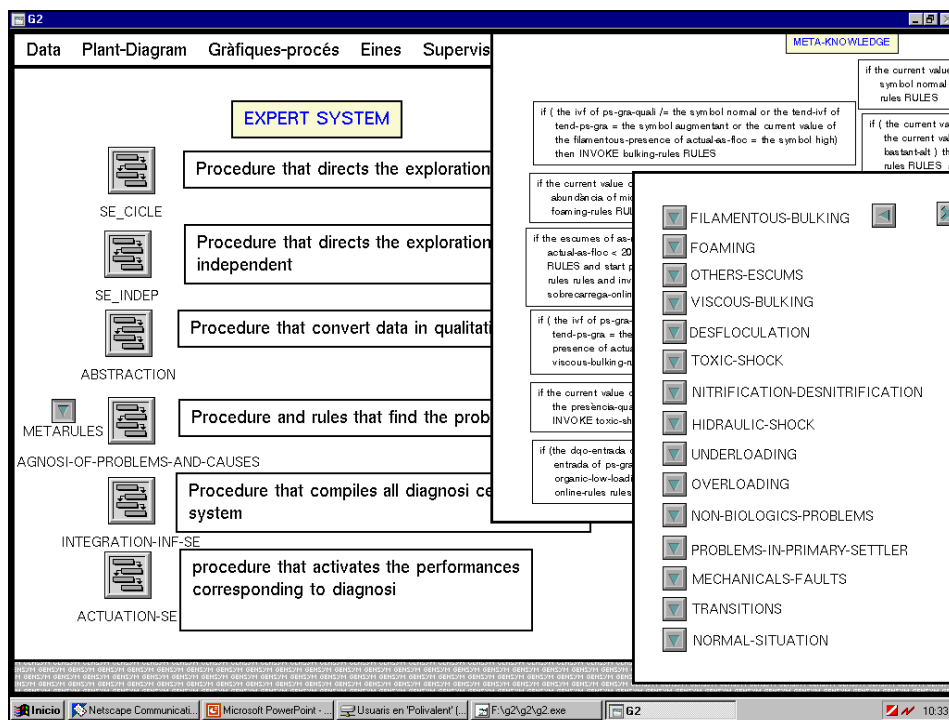 G2
Data Plant-Diagram Gràfiques-procés Eines Supervis
EXPERT SYSTEM
Procedure that directs the exploration
SE_CICLE
Procedure that directs the exploration
independent
SE_INDEP
Procedure that convert data in qualitati
ABSTRACTION
Procedure and rules that find the prob
METARULES
AGNOSI-OF-PROBLEMS-AND-CAUSES
Procedure that compiles all diagnosi ce
system
INTEGRATION-INF-SE
procedure that activates the performances
corresponding to diagnosi
ACTUATION-SE
META-KNOWLEDGE
if the current value
symbol normal
rules RULES
if ( the ivf of ps-gra-quali /= the symbol normal or the tend-ivf of
tend-ps-gra = the symbol augmentant or the current value of
the filamentous-presence of actual-as-floc = the symbol high)
then INVOKE bulking-rules RULES
if ( the current va
the current val
bastant-alt ) th
rules RULES
if the current value o
abundància of mic
foaming-rules RUL
if the escumes of as-
actual-as-floc < 20
RULES and start p
rules rules and inv
sobrecarrega-online
if ( the ivf of ps-gra-
tend-ps-gra = the
presence of actua
viscous-bulking-ru
if the current value o
the presència-qua
INVOKE toxic-sh
if (the dqo-entrada o
entrada of ps-gra
organic-low-loadi
online-rules rules
FILAMENTOUS-BULKING
FOAMING
OTHERS-ESCUMS
VISCOUS-BULKING
DESFLOCULATION
TOXIC-SHOCK
NITRIFICATION-DESNITRIFICATION
HIDRAULIC-SHOCK
UNDERLOADING
OVERLOADING
NON-BIOLOGICS-PROBLEMS
PROBLEMS-IN-PRIMARY-SETTLER
MECHANICALS-FAULTS
TRANSITIONS
NORMAL-SITUATION
Inicio Netscape Communicati... Microsoft PowerPoint - ... Usuaris en 'Polivalent' (... F:\g2\g2\g2.exe G2 10:33